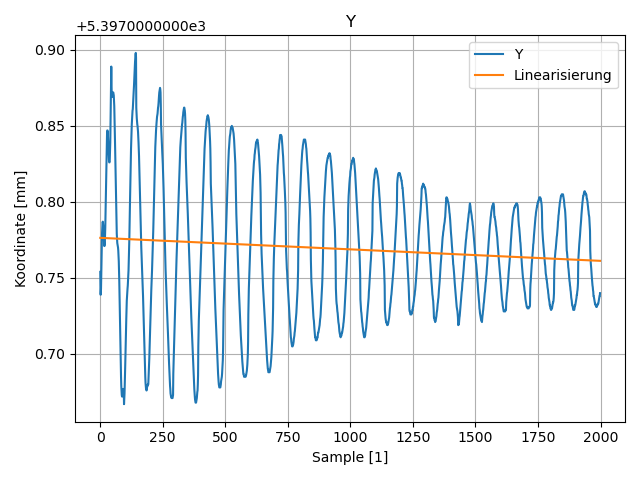 Y
+5.3970000000e3
Y
Linearisierung
0.90
0.85
0.80
0.75
0.70
Koordinate [mm]
0 250 500 750 1000 1250 1500 1750 2000
Sample [1]